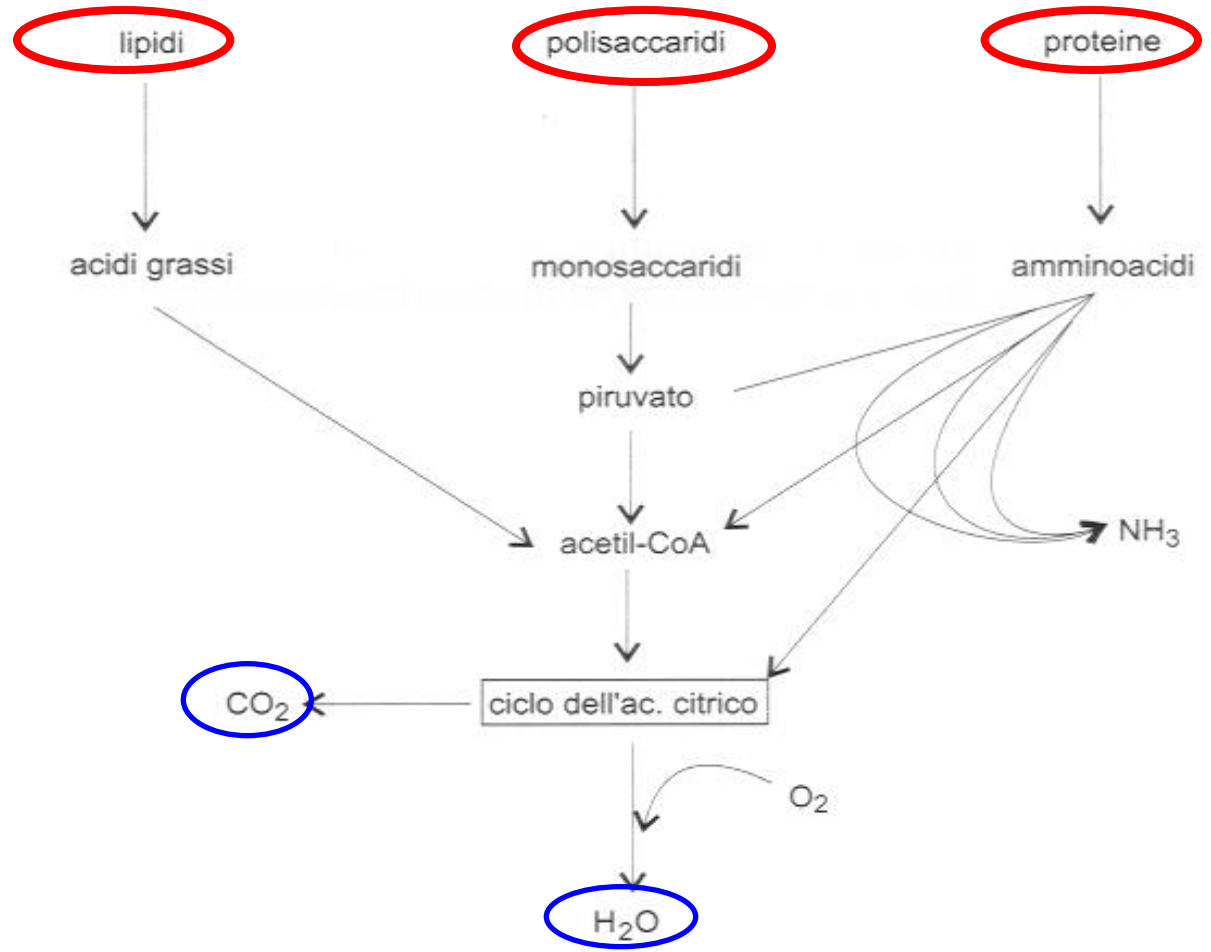 lipidi
polisaccaridi
proteine
acidi grassi
monosaccaridi
amminoacidi
piruvato
acetil-CoA
NH3
CO2
ciclo dell'ac. citrico
O2
H2O